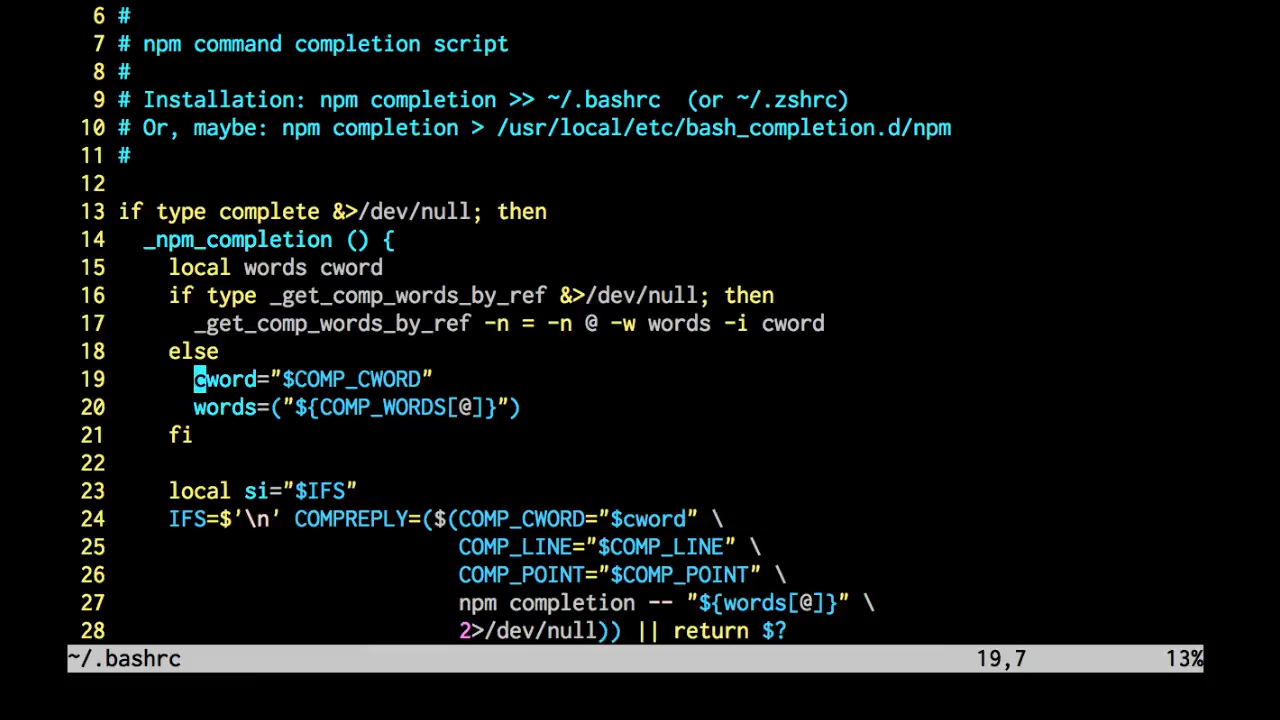 6 #
7 # npm command completion script
8 #
9 # Installation: npm completion >> ~/.bashrc  (or ~/.zshrc)
10 # Or, maybe: npm completion > /usr/local/etc/bash_completion.d/npm
11 #
12
13 if type complete &>/dev/null; then
14   _npm_completion () {
15     local words cword
16     if type _get_comp_words_by_ref &>/dev/null; then
17       _get_comp_words_by_ref -n = -n @ -w words -i cword
18     else
19       cword="$COMP_CWORD"
20       words=("${COMP_WORDS[@]}")
21     fi
22
23     local si="$IFS"
24     IFS=$'\n' COMPREPLY=($(COMP_CWORD="$cword" \
25                            COMP_LINE="$COMP_LINE" \
26                            COMP_POINT="$COMP_POINT" \
27                            npm completion -- "${words[@]}" \
28                            2>/dev/null)) || return $?
~/.bashrc 19,7 13%